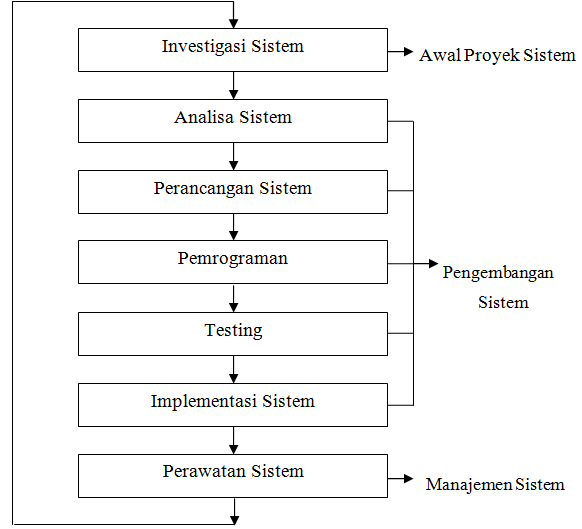 Investigasi Sistem
Awal Proyek Sistem
Analisa Sistem
Perancangan Sistem
Pemrograman
Pengembangan
Sistem
Testing
Implementasi Sistem
Perawatan Sistem
Manajemen Sistem